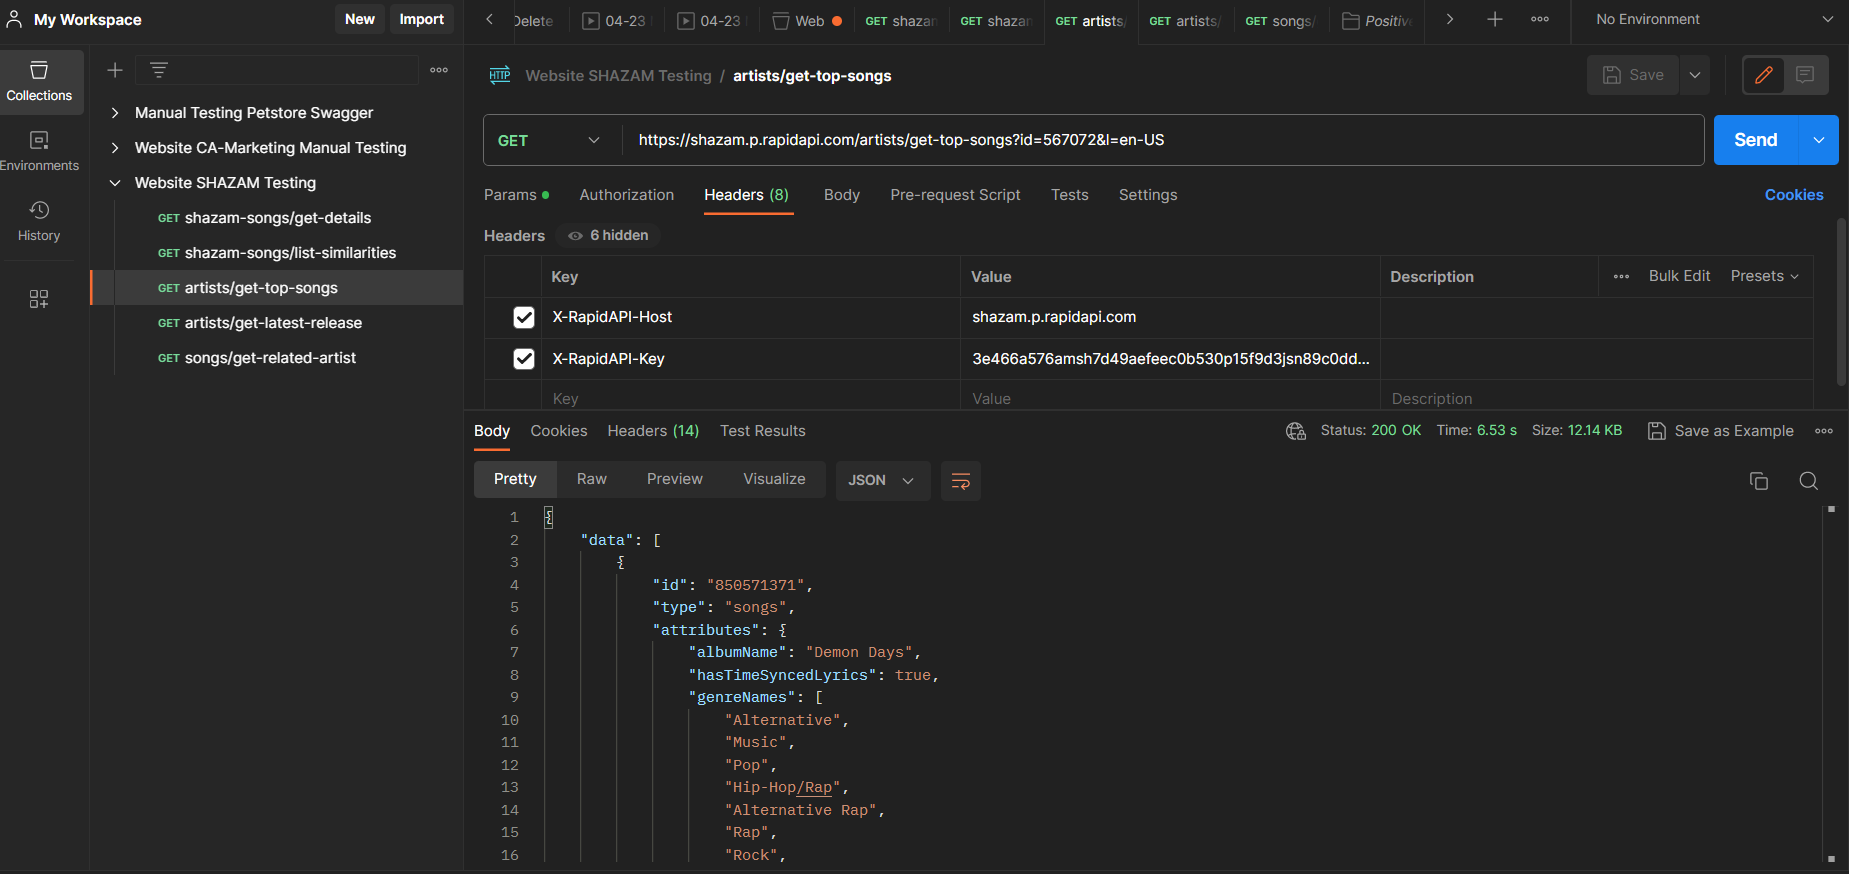 My Workspace
New
Import
Delete
04-23
04-23
Web
GET shazam
GET shazam
GET artists/
GET artists/
GET songs/
Positive
No Environment
Collections
Environments
History
Manual Testing Petstore Swagger
Website CA-Marketing Manual Testing
Website SHAZAM Testing
GET shazam-songs/get-details
GET shazam-songs/list-similarities
GET artists/get-top-songs
GET artists/get-latest-release
GET songs/get-related-artist
HTTP
Website SHAZAM Testing / artists/get-top-songs
Save
GET
https://shazam.p.rapidapi.com/artists/get-top-songs?id=567072&l=en-US
Send
Params
Authorization
Headers (8)
Body
Pre-request Script
Tests
Settings
Cookies
Headers
6 hidden
Key
Value
Description
Bulk Edit
Presets
X-RapidAPI-Host
shazam.p.rapidapi.com
X-RapidAPI-Key
3e466a576amsh7d49aefeec0b530p15f9d3jsn89c0dd...
Key
Value
Description
Body
Cookies
Headers (14)
Test Results
Status: 200 OK
Time: 6.53 s
Size: 12.14 KB
Save as Example
Pretty
Raw
Preview
Visualize
JSON
1 {
2 "data": [
3 {
4 "id": "850571371",
5 "type": "songs",
6 "attributes": {
7 "albumName": "Demon Days",
8 "hasTimeSyncedLyrics": true,
9 "genreNames": [
10 "Alternative",
11 "Music",
12 "Pop",
13 "Hip-Hop/Rap",
14 "Alternative Rap",
15 "Rap",
16 "Rock",